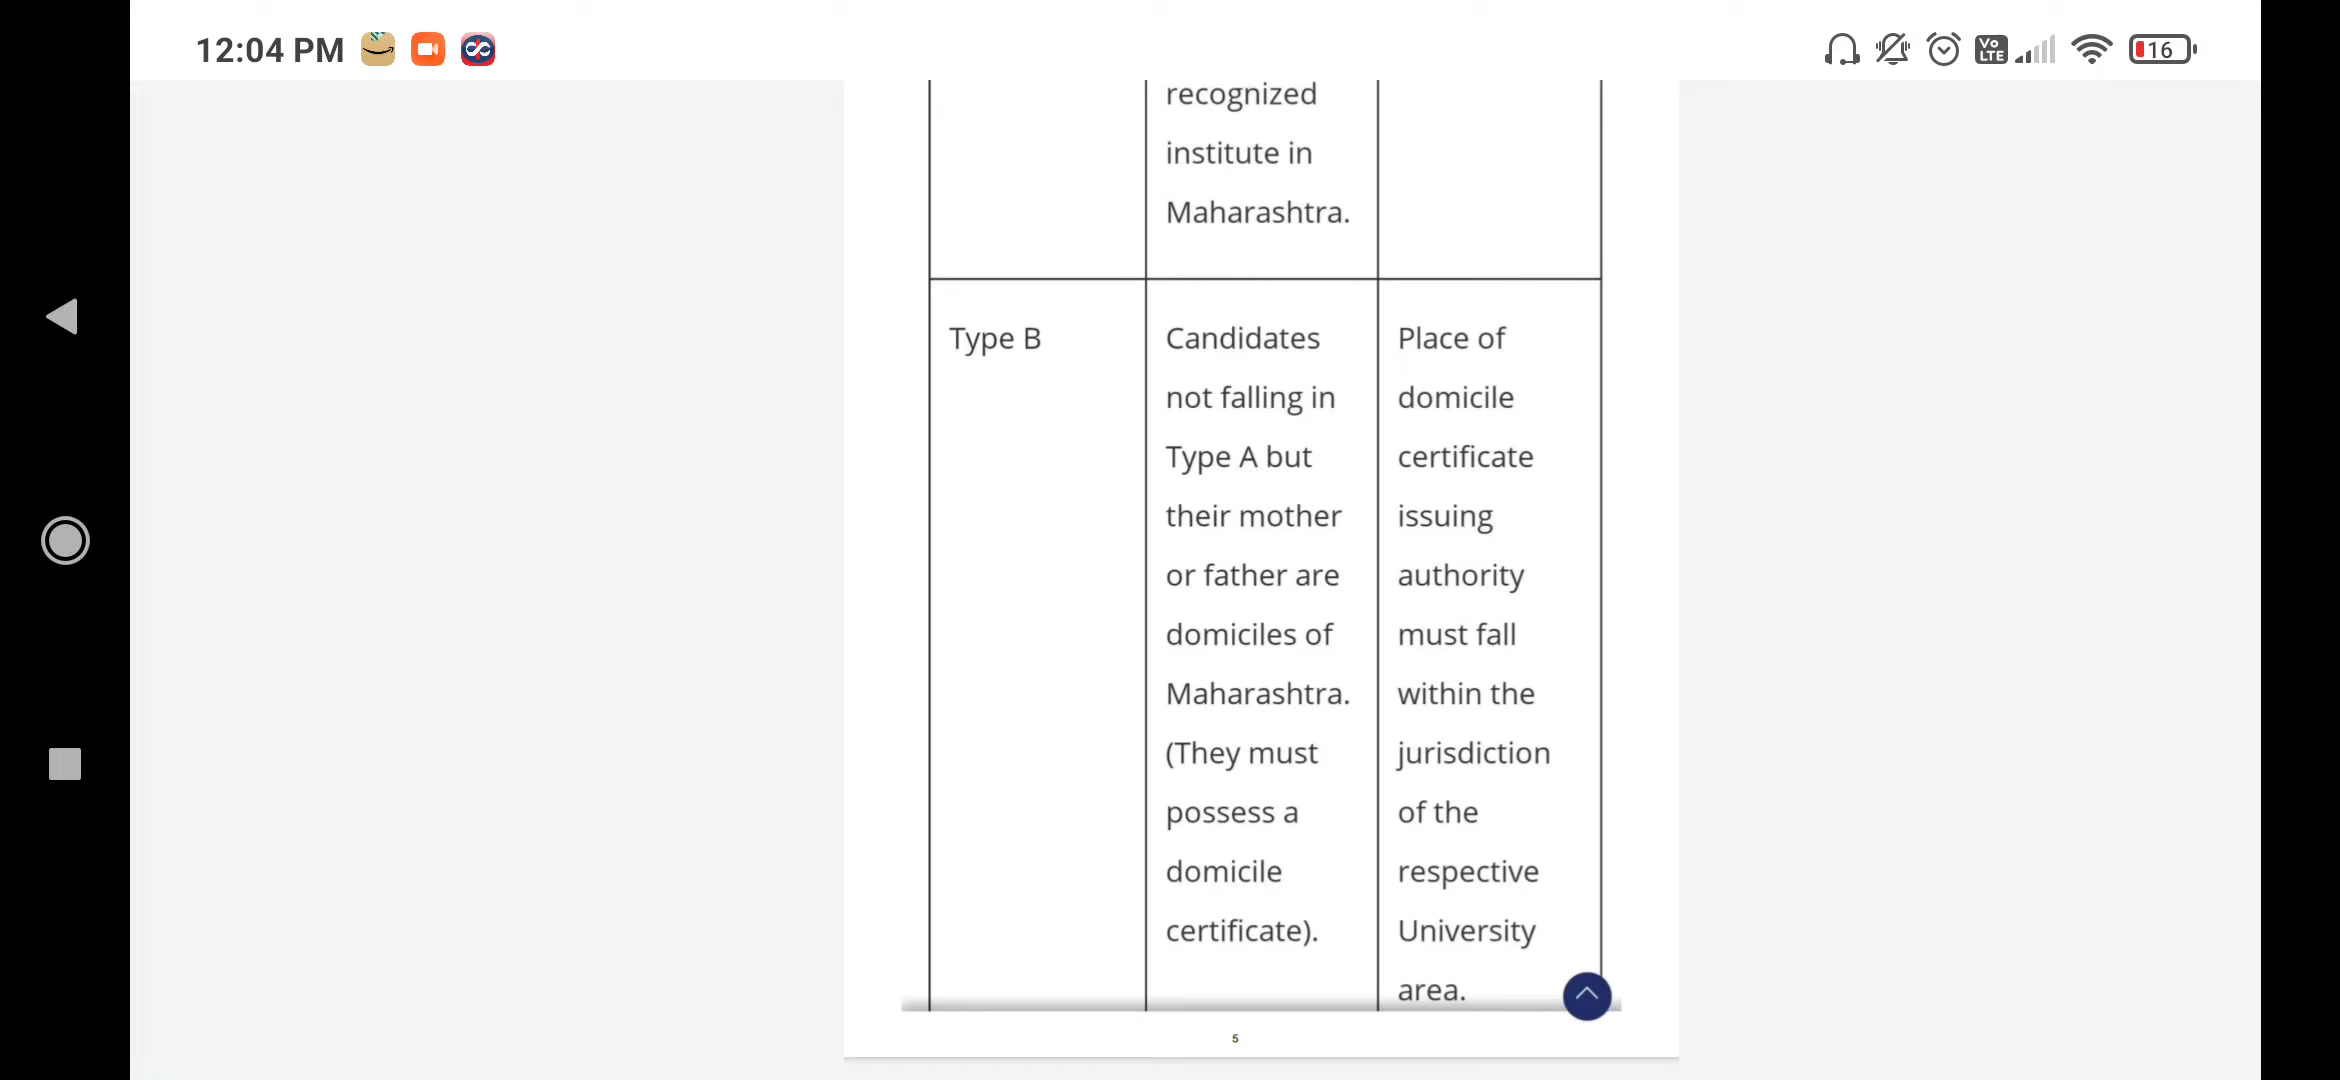 12:04 PM
Vo
LTE
16
recognized
institute in
Maharashtra.
Type B
Candidates
not falling in
Type A but
their mother
or father are
domiciles of
Maharashtra.
(They must
possess a
domicile
certificate).
Place of
domicile
certificate
issuing
authority
must fall
within the
jurisdiction
of the
respective
University
area.
5